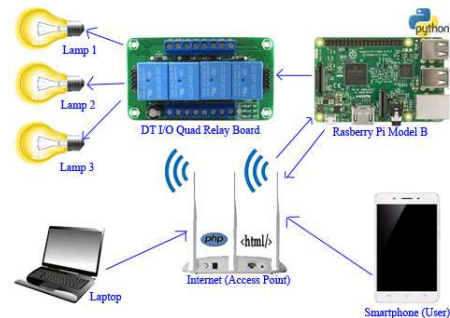 python
Lamp 1
Lamp 2
DT I/O Quad Relay Board
Rasberry Pi Model B
Lamp 3
php
<html/>
Internet (Access Point)
Laptop
Smartphone (User)